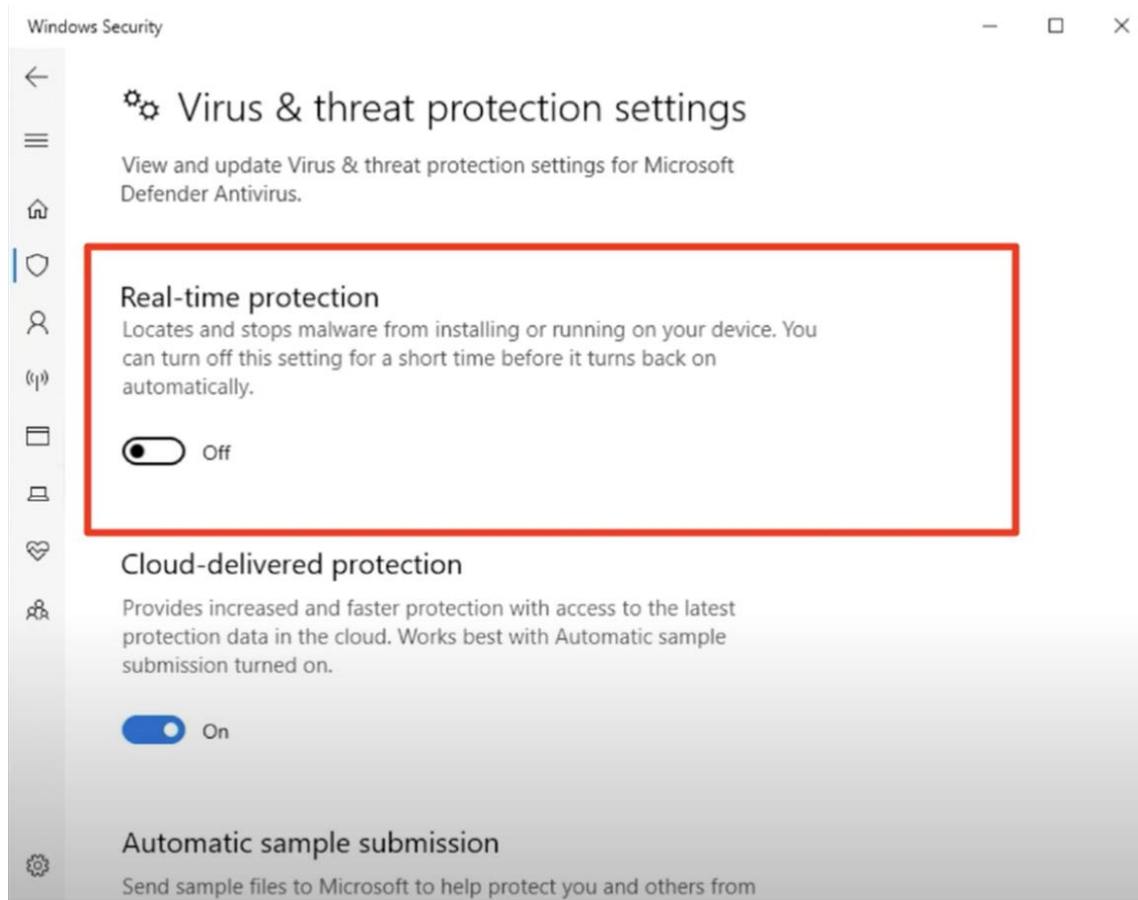 Windows Security
Virus & threat protection settings
View and update Virus & threat protection settings for Microsoft
Defender Antivirus.
Real-time protection
Locates and stops malware from installing or running on your device. You
can turn off this setting for a short time before it turns back on
automatically.
Off
Cloud-delivered protection
Provides increased and faster protection with access to the latest
protection data in the cloud. Works best with Automatic sample
submission turned on.
On
Automatic sample submission
Send sample files to Microsoft to help protect you and others from